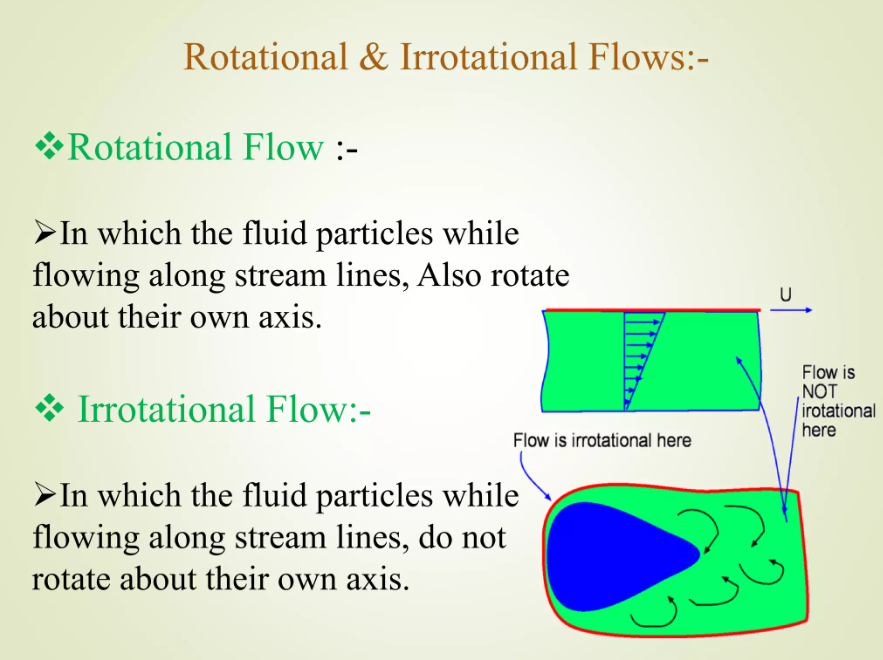 Rotational & Irrotational Flows:-
❖Rotational Flow :-
➢In which the fluid particles while
flowing along stream lines, Also rotate
about their own axis.
❖ Irrotational Flow:-
➢In which the fluid particles while
flowing along stream lines, do not
rotate about their own axis.
U
Flow is
NOT
irotational
here
Flow is irrotational here